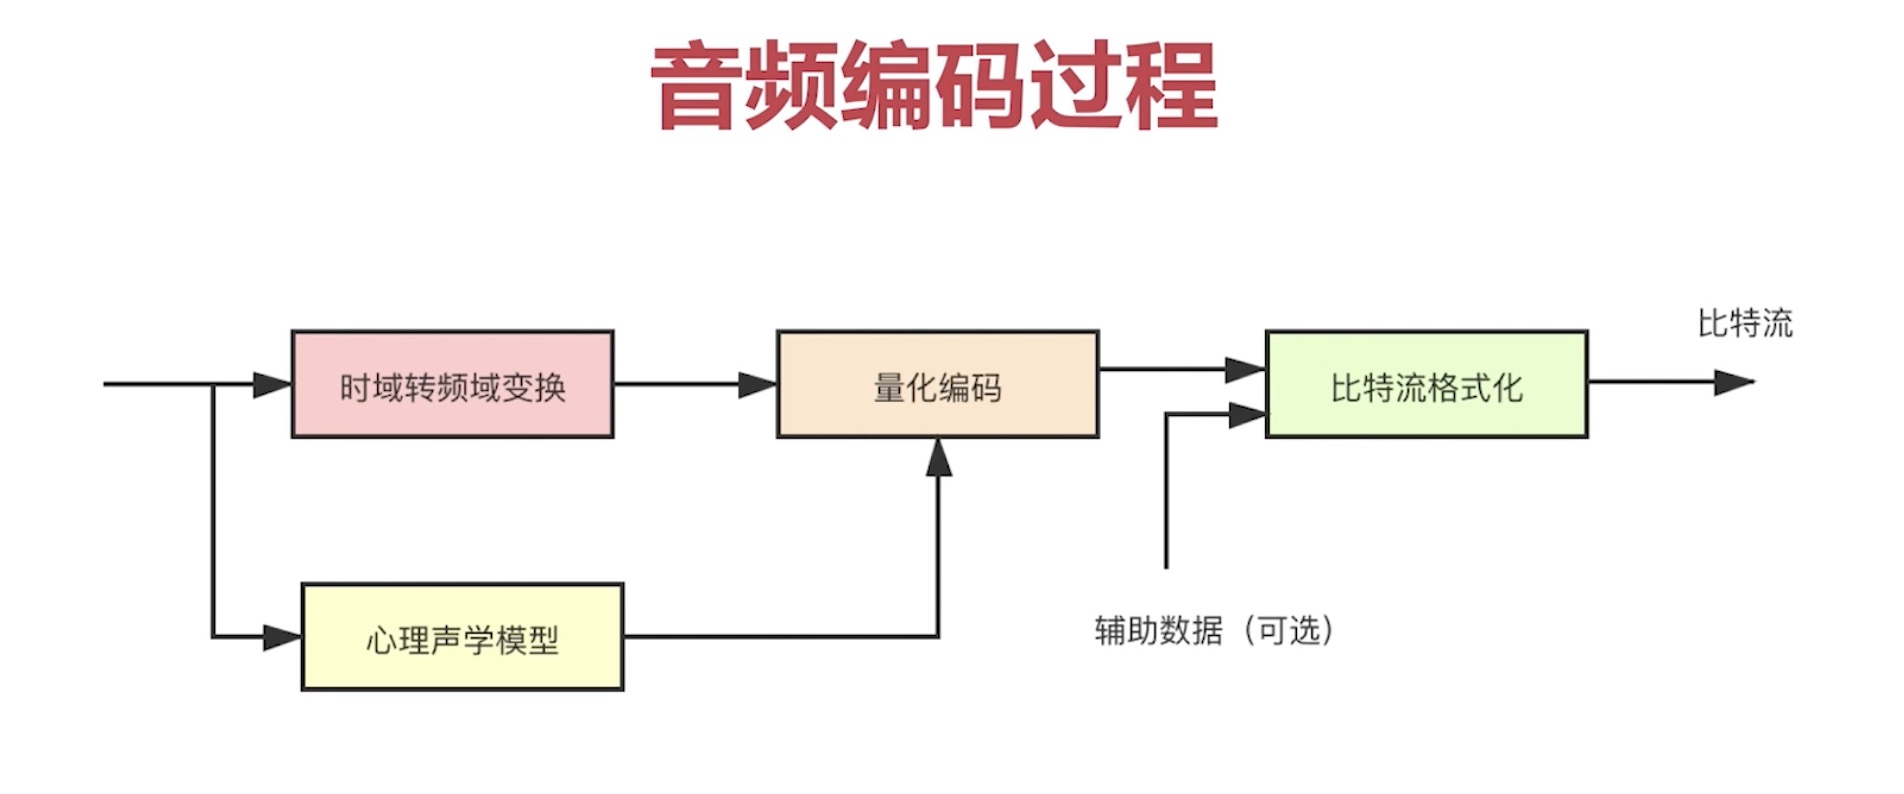 音频编码过程
比特流
时域转频域变换
量化编码
比特流格式化
心理声学模型
辅助数据（可选）